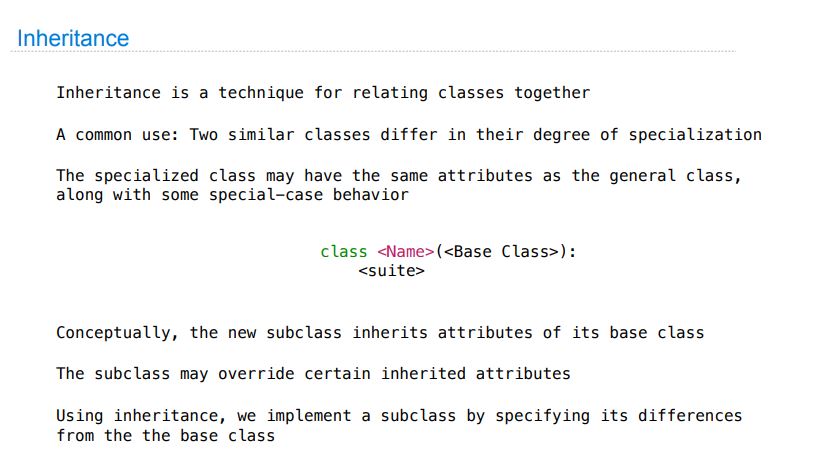 Inheritance
Inheritance is a technique for relating classes together
A common use: Two similar classes differ in their degree of specialization
The specialized class may have the same attributes as the general class,
along with some special-case behavior
class <Name>(<Base Class>):
<suite>
Conceptually, the new subclass inherits attributes of its base class
The subclass may override certain inherited attributes
Using inheritance, we implement a subclass by specifying its differences
from the the base class